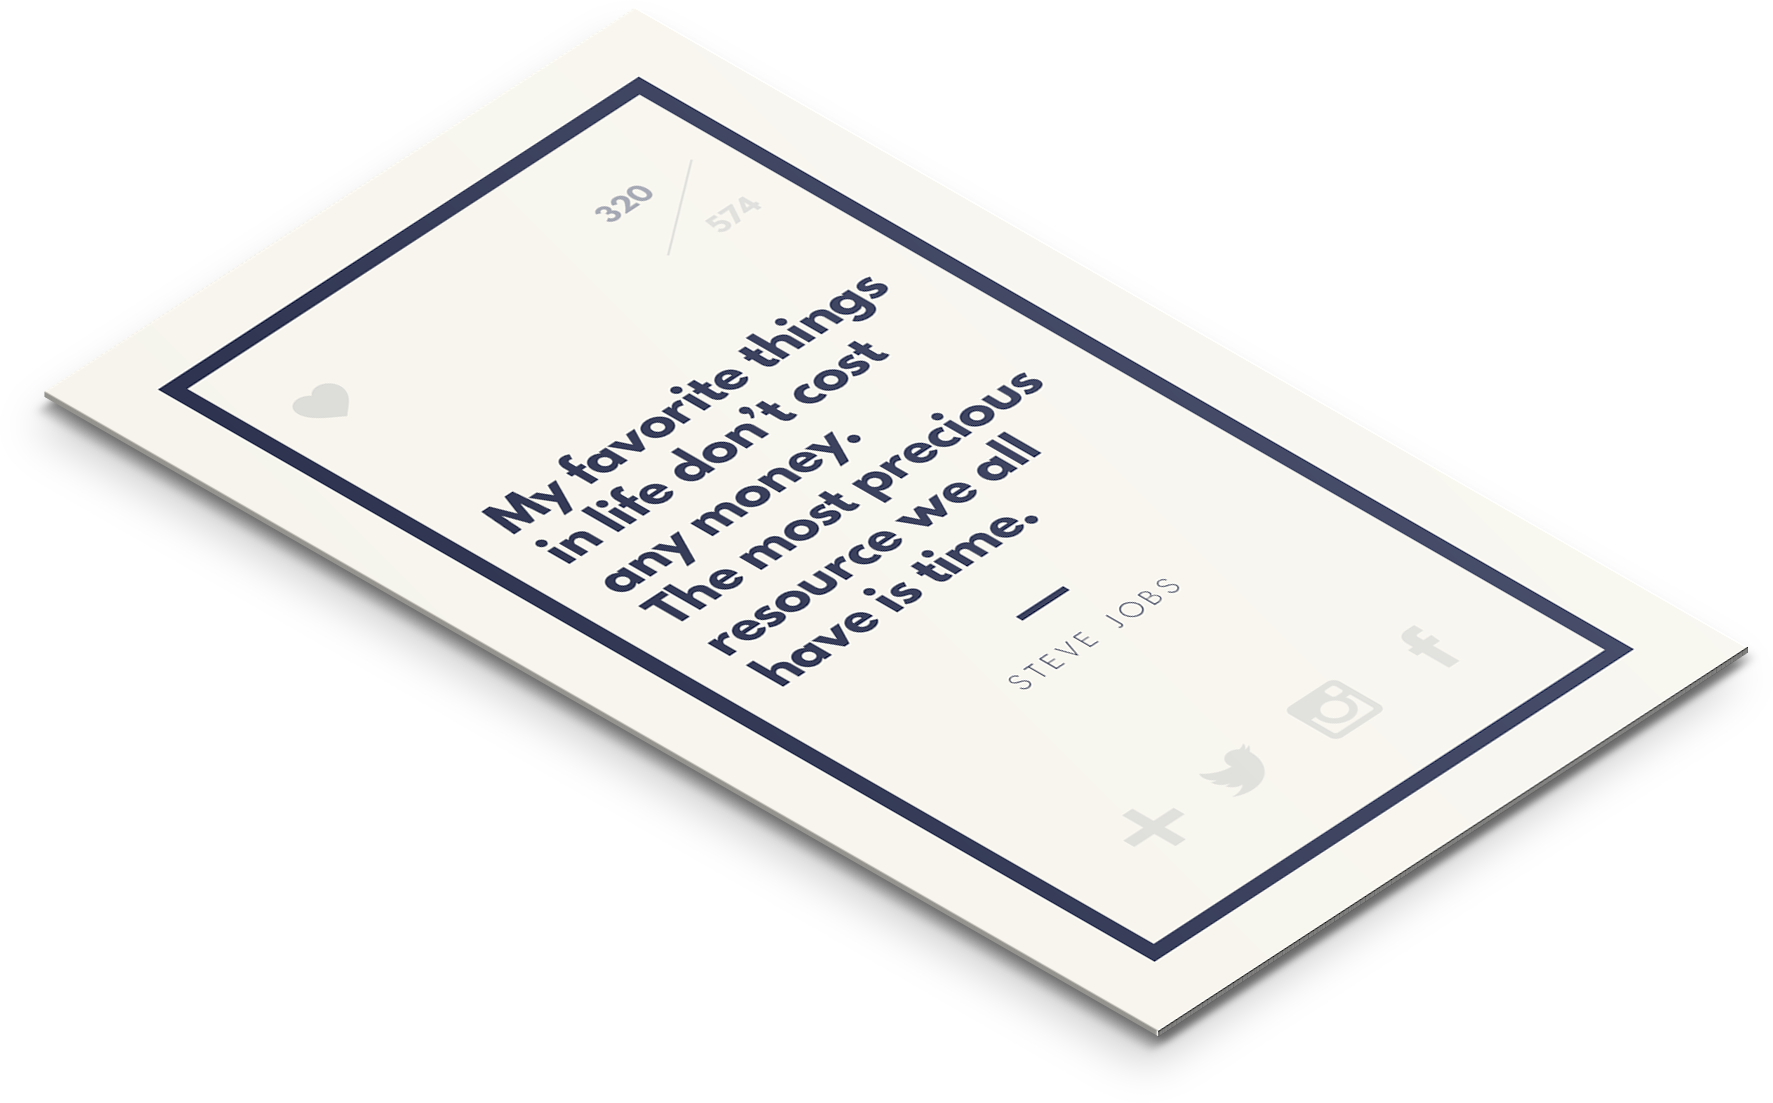 320
574
My favorite things
in life don’t cost
any money.
The most precious
resource we all
have is time.
STEVE JOBS